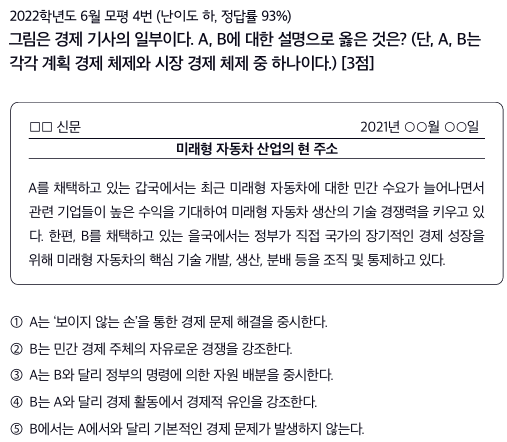 2022학년도 6월 모평 4번 (난이도 하, 정답률 93%)
그림은 경제 기사의 일부이다. A, B에 대한 설명으로 옳은 것은? (단, A, B는
각각 계획 경제 체제와 시장 경제 체제 중 하나이다.) [3점]
□□ 신문 2021년 ○○월 ○○일
미래형 자동차 산업의 현 주소
A를 채택하고 있는 갑국에서는 최근 미래형 자동차에 대한 민간 수요가 늘어나면서
관련 기업들이 높은 수익을 기대하여 미래형 자동차 생산의 기술 경쟁력을 키우고 있
다. 한편, B를 채택하고 있는 을국에서는 정부가 직접 국가의 장기적인 경제 성장을
위해 미래형 자동차의 핵심 기술 개발, 생산, 분배 등을 조직 및 통제하고 있다.
① A는 '보이지 않는 손'을 통한 경제 문제 해결을 중시한다.
② B는 민간 경제 주체의 자유로운 경쟁을 강조한다.
③ A는 B와 달리 정부의 명령에 의한 자원 배분을 중시한다.
④ B는 A와 달리 경제 활동에서 경제적 유인을 강조한다.
⑤ B에서는 A에서와 달리 기본적인 경제 문제가 발생하지 않는다.